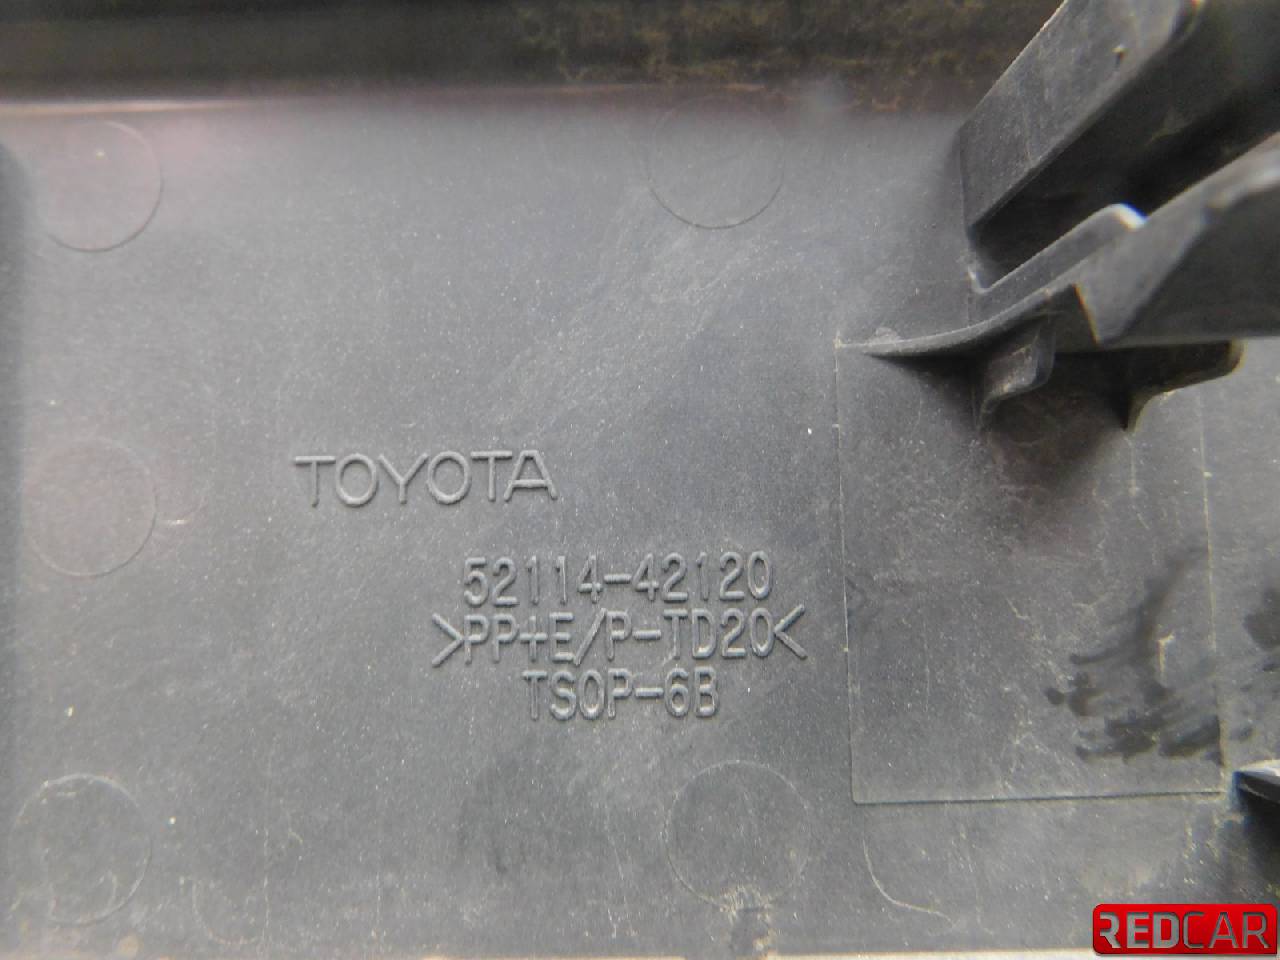 TOYOTA
52114-42120
>PP+E/P-TD20<
TSOP-6B
REDCAR